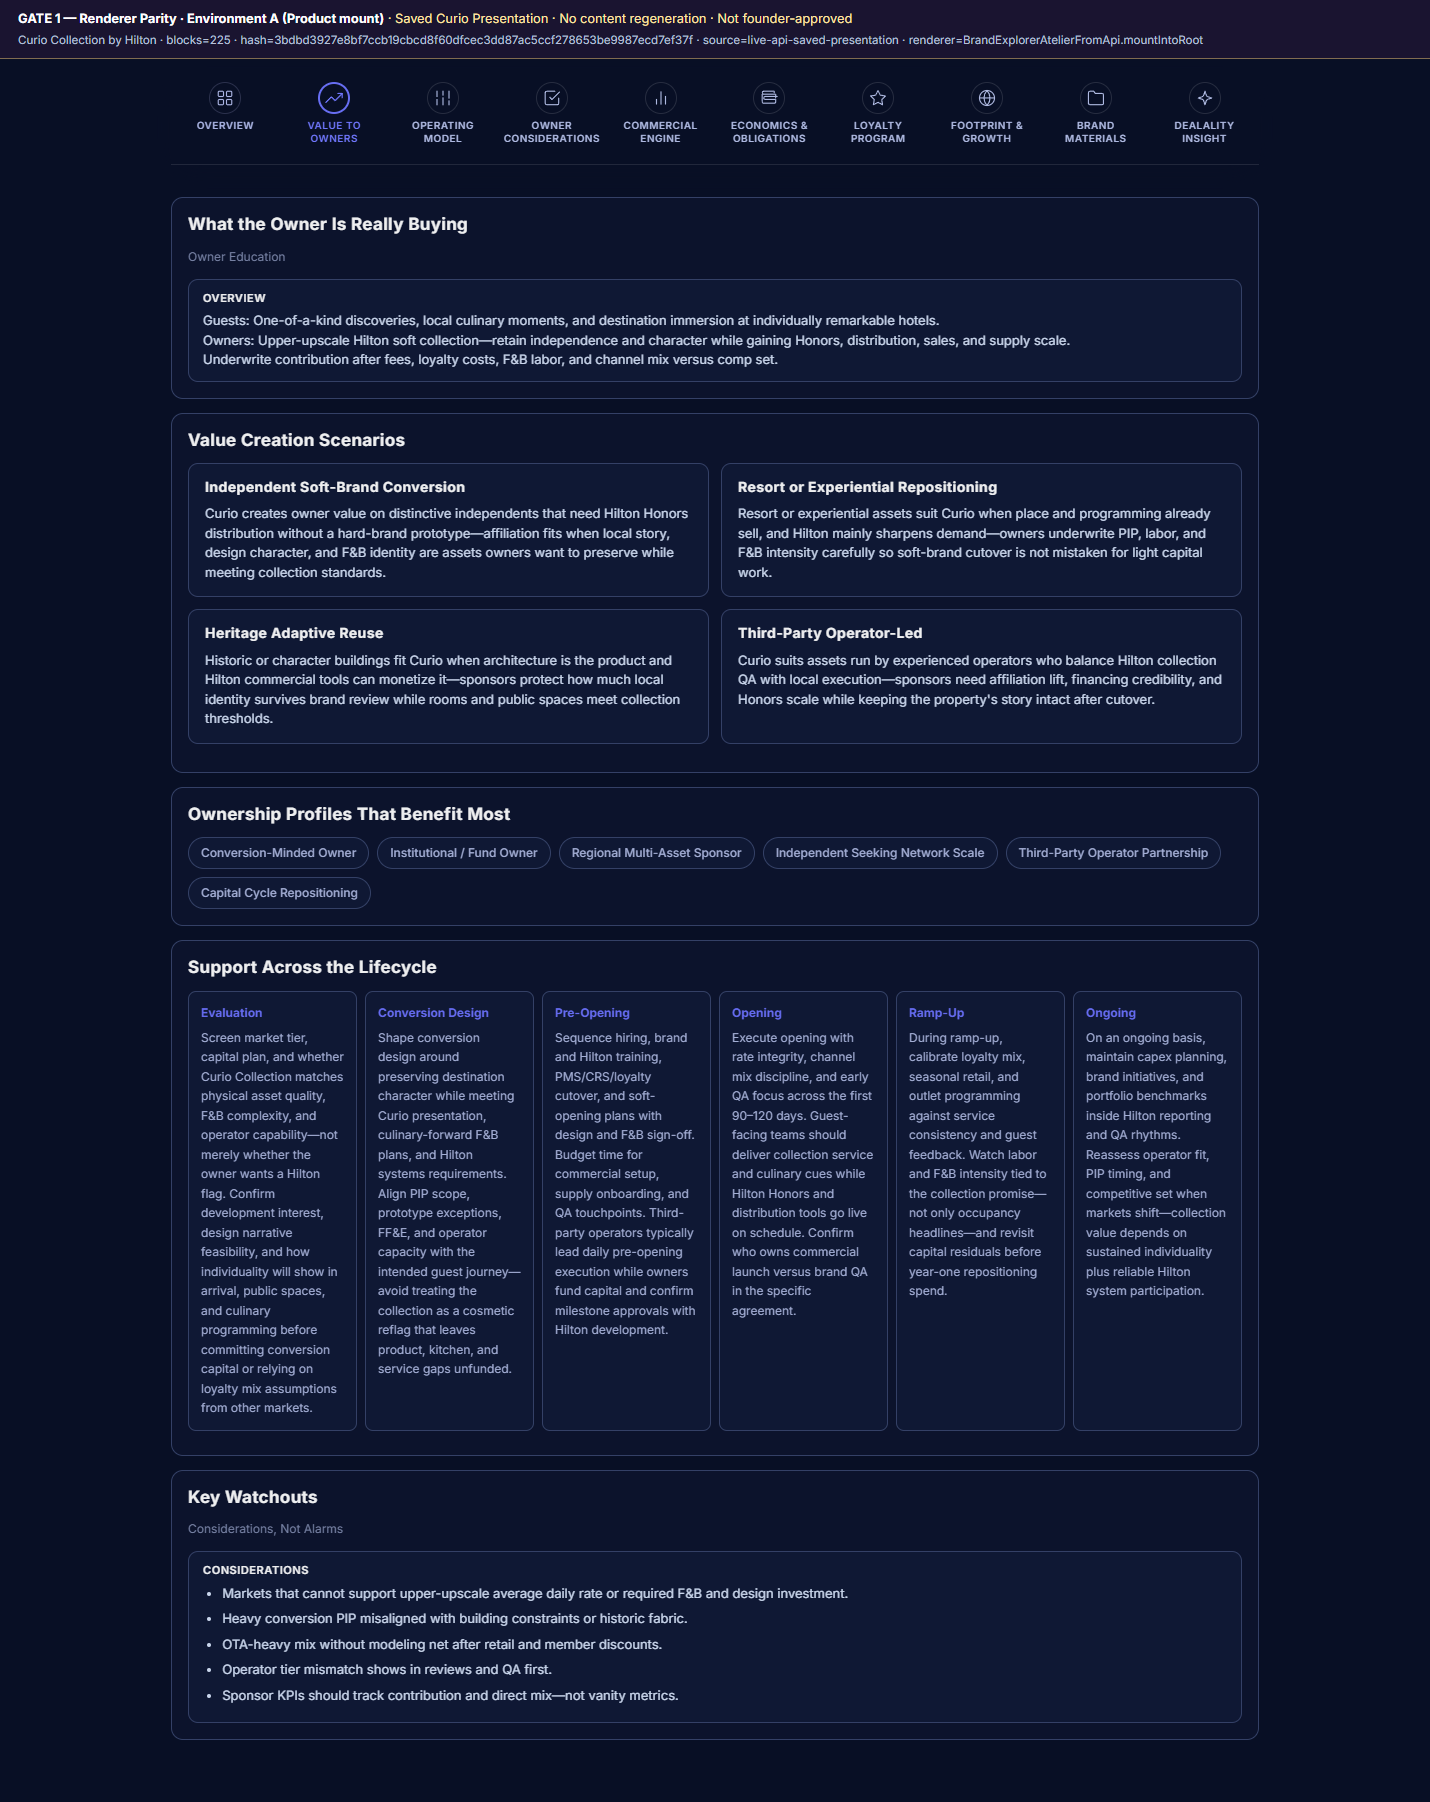 GATE 1 — Renderer Parity · Environment A (Product mount) · Saved Curio Presentation · No content regeneration · Not founder-approved
Curio Collection by Hilton · blocks=225 · hash=3bdbd3927e8bf7ccb19cbcd8f60dfcec3dd87ac5ccf278653be9987ecd7ef37f · source=live-api-saved-presentation · renderer=BrandExplorerAtelierFromApi.mountIntoRoot
OVERVIEW
VALUE TO
OWNERS
OPERATING
MODEL
OWNER
CONSIDERATIONS
COMMERCIAL
ENGINE
ECONOMICS &
OBLIGATIONS
LOYALTY
PROGRAM
FOOTPRINT &
GROWTH
BRAND
MATERIALS
DEALALITY
INSIGHT
What the Owner Is Really Buying
Owner Education
OVERVIEW
Guests: One-of-a-kind discoveries, local culinary moments, and destination immersion at individually remarkable hotels.
Owners: Upper-upscale Hilton soft collection—retain independence and character while gaining Honors, distribution, sales, and supply scale.
Underwrite contribution after fees, loyalty costs, F&B labor, and channel mix versus comp set.
Value Creation Scenarios
Independent Soft-Brand Conversion
Curio creates owner value on distinctive independents that need Hilton Honors
distribution without a hard-brand prototype—affiliation fits when local story,
design character, and F&B identity are assets owners want to preserve while
meeting collection standards.
Resort or Experiential Repositioning
Resort or experiential assets suit Curio when place and programming already
sell, and Hilton mainly sharpens demand—owners underwrite PIP, labor, and
F&B intensity carefully so soft-brand cutover is not mistaken for light capital
work.
Heritage Adaptive Reuse
Historic or character buildings fit Curio when architecture is the product and
Hilton commercial tools can monetize it—sponsors protect how much local
identity survives brand review while rooms and public spaces meet collection
thresholds.
Third-Party Operator-Led
Curio suits assets run by experienced operators who balance Hilton collection
QA with local execution—sponsors need affiliation lift, financing credibility, and
Honors scale while keeping the property's story intact after cutover.
Ownership Profiles That Benefit Most
Conversion-Minded Owner
Institutional / Fund Owner
Regional Multi-Asset Sponsor
Independent Seeking Network Scale
Third-Party Operator Partnership
Capital Cycle Repositioning
Support Across the Lifecycle
Evaluation
Screen market tier,
capital plan, and whether
Curio Collection matches
physical asset quality,
F&B complexity, and
operator capability—not
merely whether the
owner wants a Hilton
flag. Confirm
development interest,
design narrative
feasibility, and how
individuality will show in
arrival, public spaces,
and culinary
programming before
committing conversion
capital or relying on
loyalty mix assumptions
from other markets.
Conversion Design
Shape conversion
design around
preserving destination
character while meeting
Curio presentation,
culinary-forward F&B
plans, and Hilton
systems requirements.
Align PIP scope,
prototype exceptions,
FF&E, and operator
capacity with the
intended guest journey—
avoid treating the
collection as a cosmetic
reflag that leaves
product, kitchen, and
service gaps unfunded.
Pre-Opening
Sequence hiring, brand
and Hilton training,
PMS/CRS/loyalty
cutover, and soft-
opening plans with
design and F&B sign-off.
Budget time for
commercial setup,
supply onboarding, and
QA touchpoints. Third-
party operators typically
lead daily pre-opening
execution while owners
fund capital and confirm
milestone approvals with
Hilton development.
Opening
Execute opening with
rate integrity, channel
mix discipline, and early
QA focus across the first
90–120 days. Guest-
facing teams should
deliver collection service
and culinary cues while
Hilton Honors and
distribution tools go live
on schedule. Confirm
who owns commercial
launch versus brand QA
in the specific
agreement.
Ramp-Up
During ramp-up,
calibrate loyalty mix,
seasonal retail, and
outlet programming
against service
consistency and guest
feedback. Watch labor
and F&B intensity tied to
the collection promise—
not only occupancy
headlines—and revisit
capital residuals before
year-one repositioning
spend.
Ongoing
On an ongoing basis,
maintain capex planning,
brand initiatives, and
portfolio benchmarks
inside Hilton reporting
and QA rhythms.
Reassess operator fit,
PIP timing, and
competitive set when
markets shift—collection
value depends on
sustained individuality
plus reliable Hilton
system participation.
Key Watchouts
Considerations, Not Alarms
CONSIDERATIONS
• Markets that cannot support upper-upscale average daily rate or required F&B and design investment.
• Heavy conversion PIP misaligned with building constraints or historic fabric.
• OTA-heavy mix without modeling net after retail and member discounts.
• Operator tier mismatch shows in reviews and QA first.
• Sponsor KPIs should track contribution and direct mix—not vanity metrics.